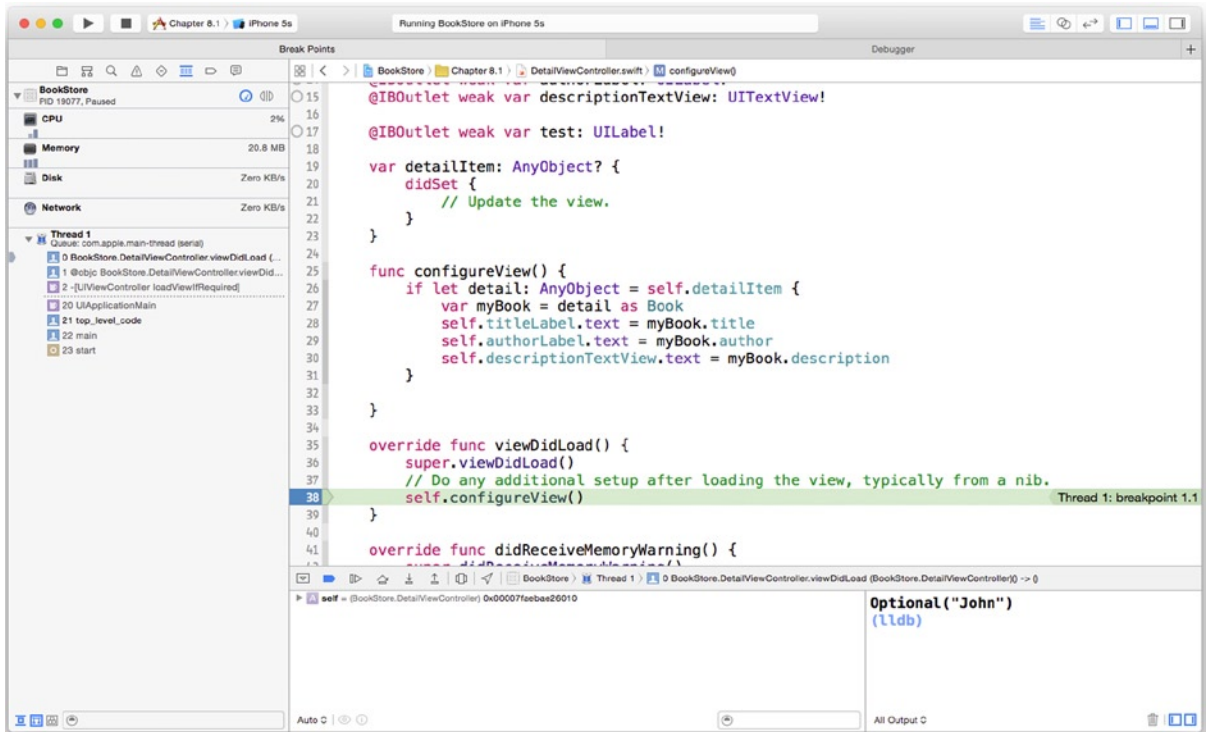 Chapter 8.1 iPhone 5s
Running BookStore on iPhone 5s
Break Points
Debugger
BookStore
PID 19077, Paused
CPU 2%
Memory 20.8 MB
Disk Zero KB/s
Network Zero KB/s
Thread 1
Queue: com.apple.main-thread (serial)
0 BookStore.DetailViewController.viewDidLoad (...
1 @objc BookStore.DetailViewController.viewDid...
2 -[UIViewController loadViewIfRequired]
20 UIApplicationMain
21 top_level_code
22 main
23 start
BookStore Chapter 8.1 DetailViewController.swift M configureView()
15 @IBOutlet weak var descriptionTextView: UITextView!
16
17 @IBOutlet weak var test: UILabel!
18
19 var detailItem: AnyObject? {
20 didSet {
21 // Update the view.
22 }
23 }
24
25 func configureView() {
26 if let detail: AnyObject = self.detailItem {
27 var myBook = detail as Book
28 self.titleLabel.text = myBook.title
29 self.authorLabel.text = myBook.author
30 self.descriptionTextView.text = myBook.description
31 }
32
33 }
34
35 override func viewDidLoad() {
36 super.viewDidLoad()
37 // Do any additional setup after loading the view, typically from a nib.
38 self.configureView() Thread 1: breakpoint 1.1
39 }
40
41 override func didReceiveMemoryWarning() {
BookStore Thread 1 0 BookStore.DetailViewController.viewDidLoad (BookStore.DetailViewController)() -> ()
A self = (BookStore.DetailViewController) 0x00007faebae26010
Optional("John")
(lldb)
Auto
All Output